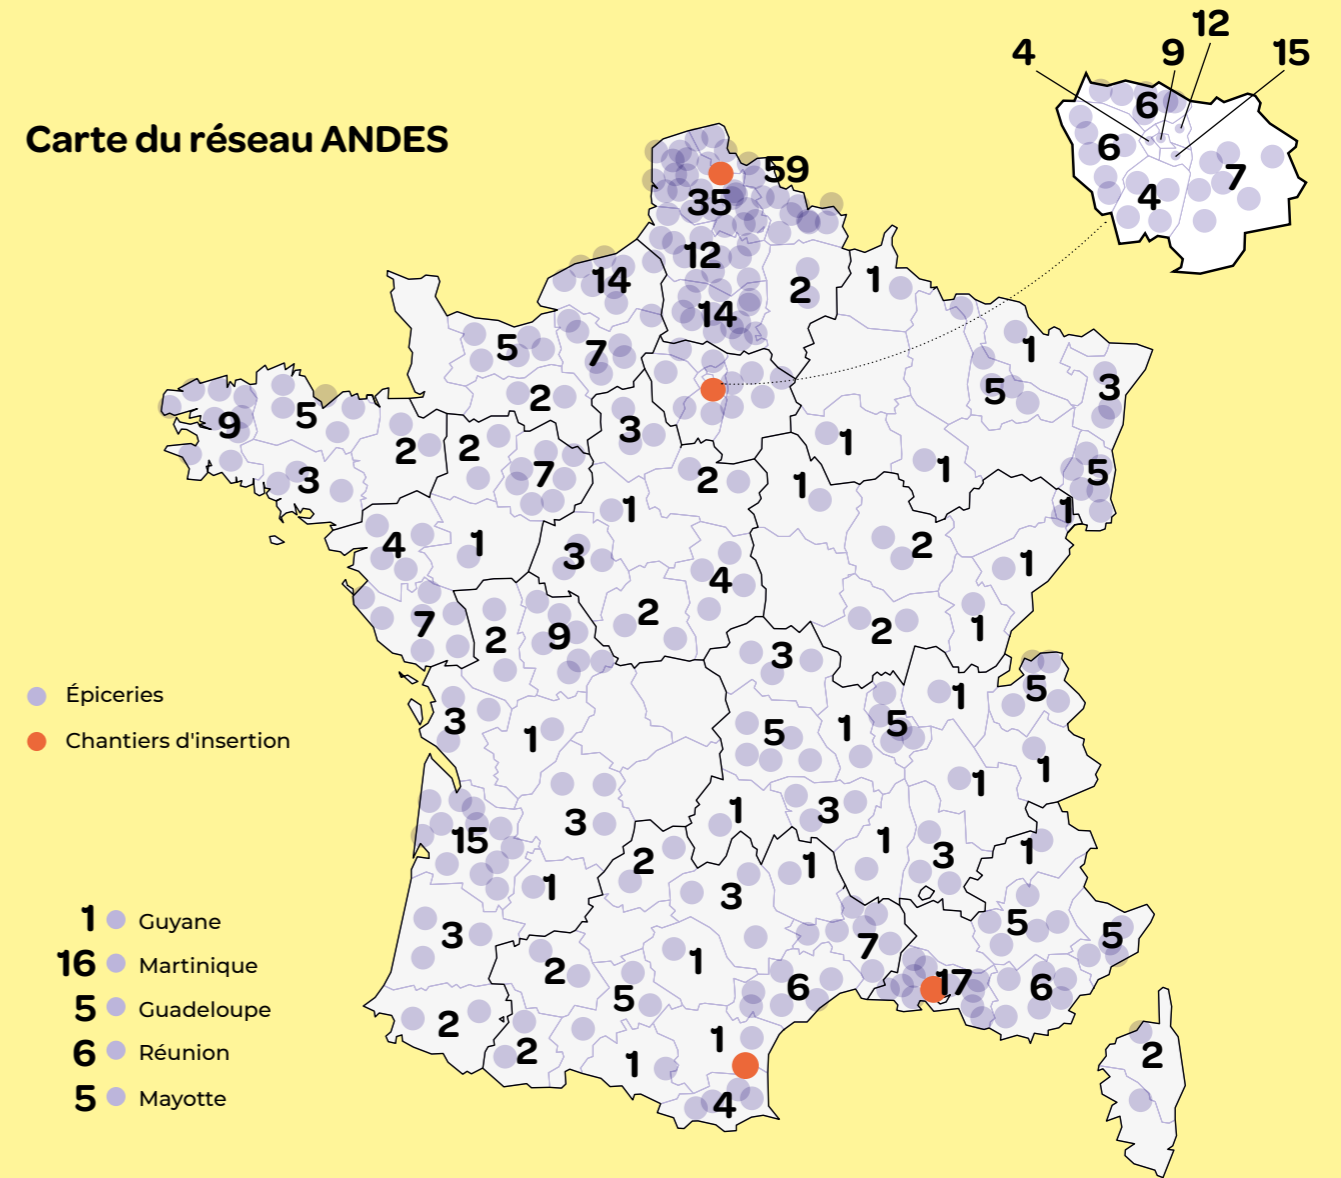 12
4 9 15
6
Carte du réseau ANDES
6
59
7
35
4
12
14 1
2
14
5 7 1
5 3
2
5
9 3 1
2 2
7 2 1 5
3 1
1 1
4 1 3 2
4 1
2
7 2 9 2 1
3
5
Épiceries 1
3 5
1 5 1
Chantiers d'insertion
1 1
1 3
15 3 1
3
2 1 1
1
3
1 Guyane 5
3 5
7
16 Martinique 1
2
17
5 6 6
5 Guadeloupe
2
1
6 Réunion 2 1 2
5 Mayotte 4